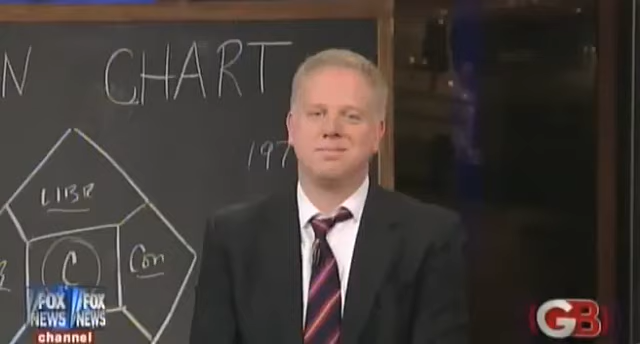 N CHART
197
LIBR
C
Con
FOX NEWS FOX NEWS
channel
GB